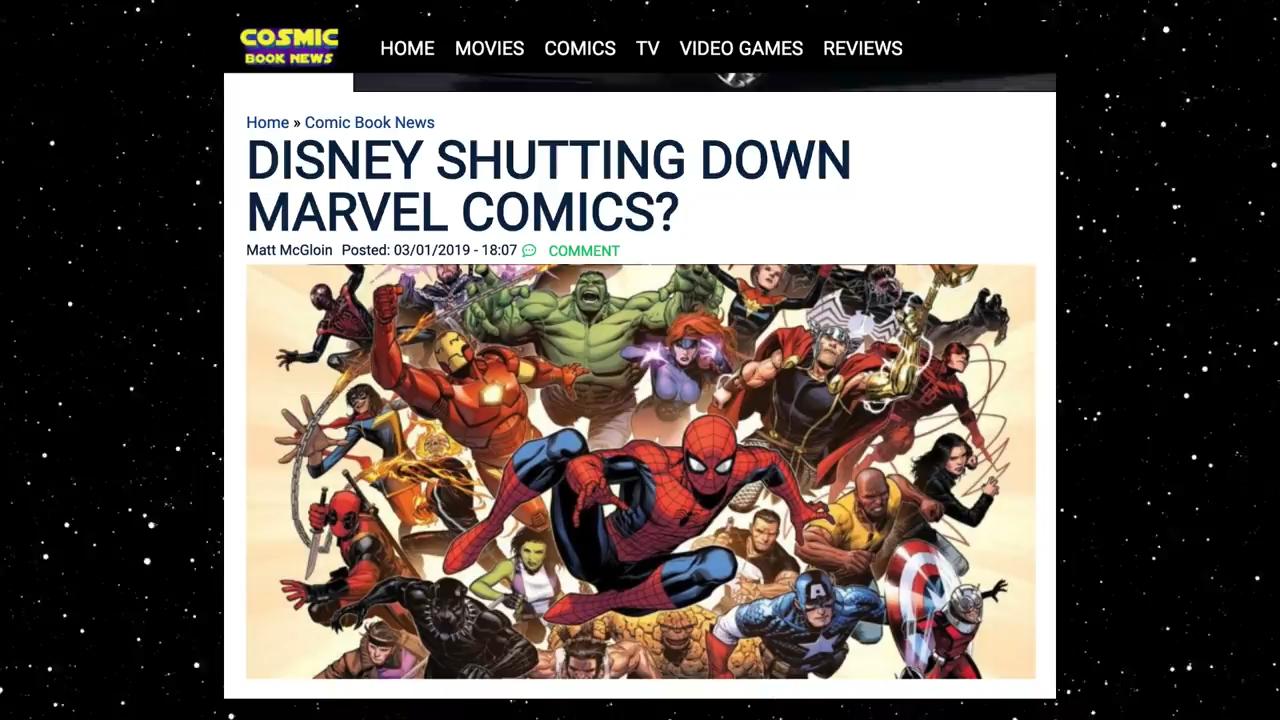 COSMIC
BOOK NEWS
HOME MOVIES COMICS TV VIDEO GAMES REVIEWS
Home » Comic Book News
DISNEY SHUTTING DOWN
MARVEL COMICS?
Matt McGloin Posted: 03/01/2019 - 18:07 COMMENT
A